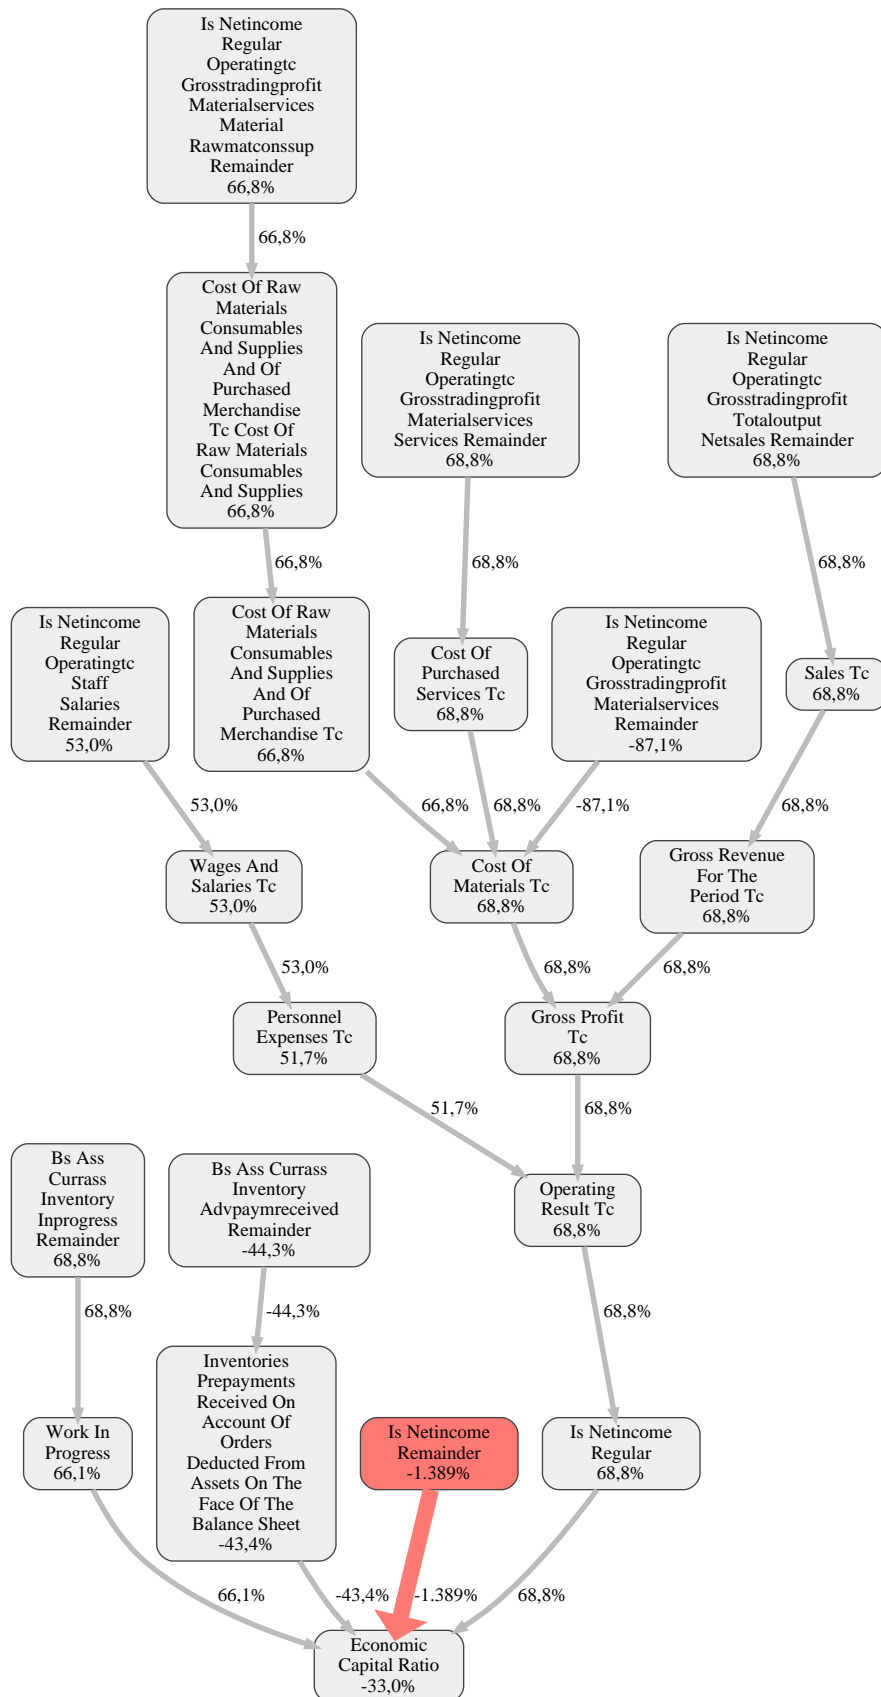 Is Netincome
Regular
Operatingtc
Grosstradingprofit
Materialservices
Material
Rawmatconssup
Remainder
66,8%
66,8%
Cost Of Raw
Materials
Consumables
And Supplies
And Of
Purchased
Merchandise
Tc Cost Of
Raw Materials
Consumables
And Supplies
66,8%
Is Netincome
Regular
Operatingtc
Grosstradingprofit
Materialservices
Services Remainder
68,8%
Is Netincome
Regular
Operatingtc
Grosstradingprofit
Totaloutput
Netsales Remainder
68,8%
66,8%
68,8%
68,8%
Is Netincome
Regular
Operatingtc
Staff
Salaries
Remainder
53,0%
Cost Of Raw
Materials
Consumables
And Supplies
And Of
Purchased
Merchandise Tc
66,8%
Cost Of
Purchased
Services Tc
68,8%
Is Netincome
Regular
Operatingtc
Grosstradingprofit
Materialservices
Remainder
-87,1%
Sales Tc
68,8%
53,0%
66,8%
68,8%
-87,1%
68,8%
Wages And
Salaries Tc
53,0%
Cost Of
Materials Tc
68,8%
Gross Revenue
For The
Period Tc
68,8%
53,0%
68,8%
68,8%
Personnel
Expenses Tc
51,7%
Gross Profit
Tc
68,8%
51,7%
68,8%
Bs Ass
Currass
Inventory
Inprogress
Remainder
68,8%
Bs Ass Currass
Inventory
Advpaymreceived
Remainder
-44,3%
Operating
Result Tc
68,8%
68,8%
-44,3%
68,8%
Work In
Progress
66,1%
Inventories
Prepayments
Received On
Account Of
Orders
Deducted From
Assets On The
Face Of The
Balance Sheet
-43,4%
Is Netincome
Remainder
-1.389%
Is Netincome
Regular
68,8%
66,1%
-43,4%
-1.389%
68,8%
Economic
Capital Ratio
-33,0%